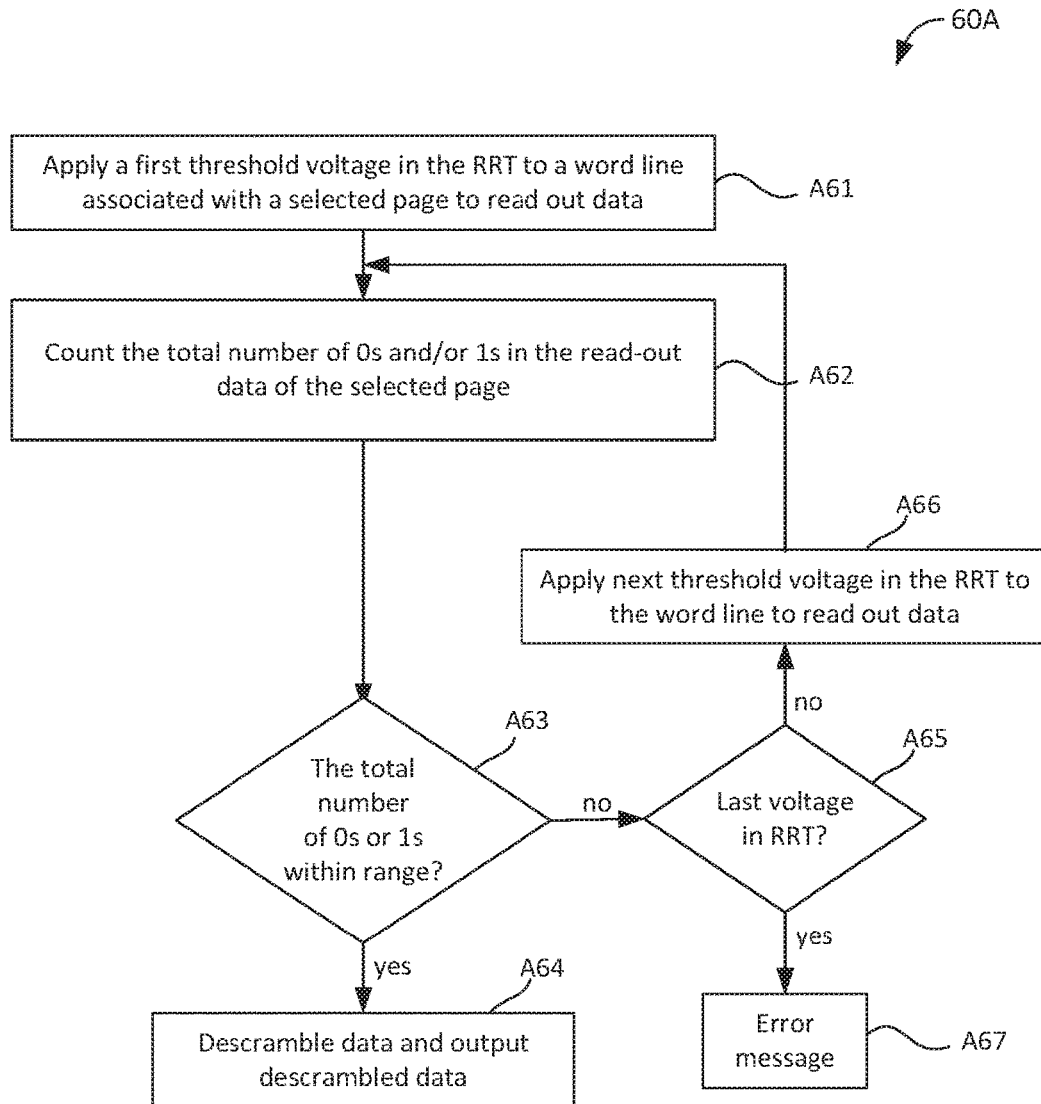 60A
Apply a first threshold voltage in the RRT to a word line
associated with a selected page to read out data
A61
Count the total number of 0s and/or 1s in the read-out
data of the selected page
A62
A66
Apply next threshold voltage in the RRT to
the word line to read out data
no
A63
The total
number
of 0s or 1s
within range?
no
A65
Last voltage
in RRT?
yes
yes
A64
Descramble data and output
descrambled data
Error
message
A67